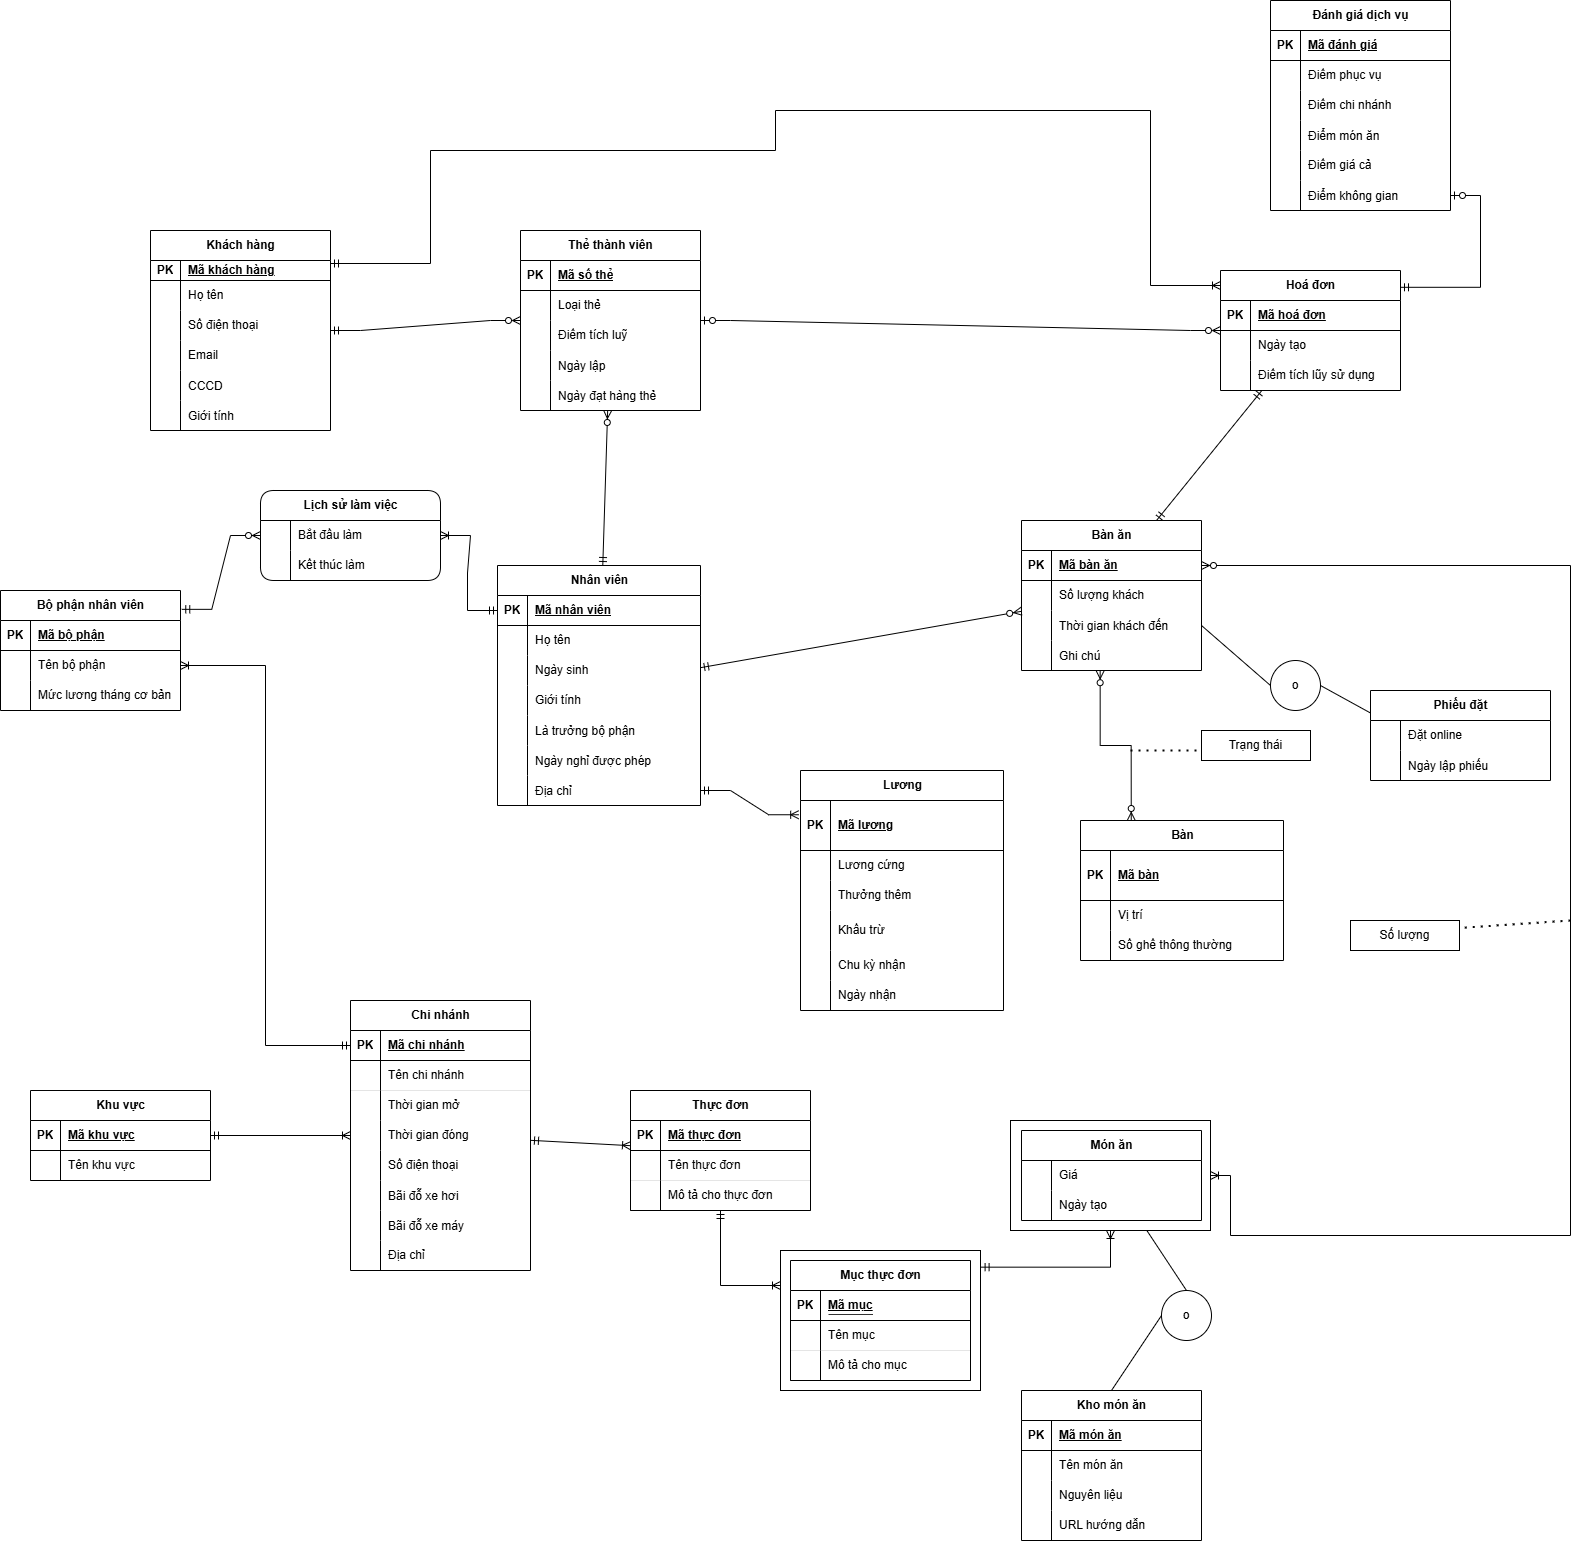 Đánh giá dịch vụ
PK Mã đánh giá
Điểm phục vụ
Điểm chi nhánh
Điểm món ăn
Điểm giá cả
Điểm không gian
Khách hàng
PK Mã khách hàng
Họ tên
Số điện thoại
Email
CCCD
Giới tính
Thẻ thành viên
PK Mã số thẻ
Loại thẻ
Điểm tích luỹ
Ngày lập
Ngày đạt hàng thẻ
Hoá đơn
PK Mã hoá đơn
Ngày tạo
Điểm tích lũy sử dụng
Lịch sử làm việc
Bắt đầu làm
Kết thúc làm
Bộ phận nhân viên
PK Mã bộ phận
Tên bộ phận
Mức lương tháng cơ bản
Nhân viên
PK Mã nhân viên
Họ tên
Ngày sinh
Giới tính
Là trưởng bộ phận
Ngày nghỉ được phép
Địa chỉ
Bàn ăn
PK Mã bàn ăn
Số lượng khách
Thời gian khách đến
Ghi chú
o
Phiếu đặt
Đặt online
Ngày lập phiếu
Trạng thái
Lương
PK Mã lương
Lương cứng
Thưởng thêm
Khấu trừ
Chu kỳ nhận
Ngày nhận
Bàn
PK Mã bàn
Vị trí
Số ghế thông thường
Số lượng
Chi nhánh
PK Mã chi nhánh
Tên chi nhánh
Thời gian mở
Thời gian đóng
Số điện thoại
Bãi đỗ xe hơi
Bãi đỗ xe máy
Địa chỉ
Khu vực
PK Mã khu vực
Tên khu vực
Thực đơn
PK Mã thực đơn
Tên thực đơn
Mô tả cho thực đơn
Món ăn
Giá
Ngày tạo
Mục thực đơn
PK Mã mục
Tên mục
Mô tả cho mục
o
Kho món ăn
PK Mã món ăn
Tên món ăn
Nguyên liệu
URL hướng dẫn